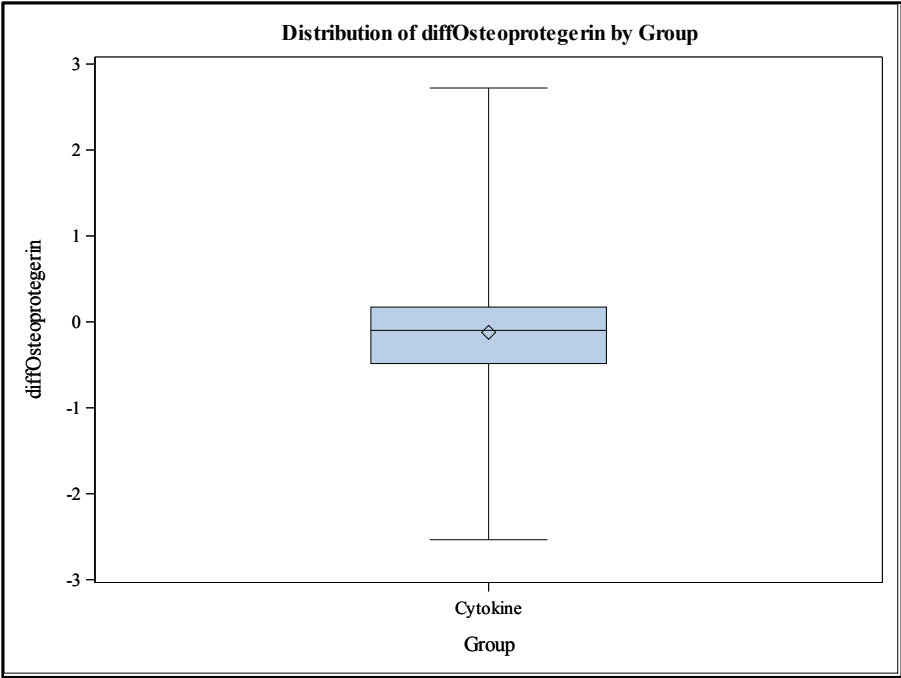 Distribution of diffOsteoprotegerin by Group
3
2
1
0
-1
-2
-3
diffOsteoprotegerin
Cytokine
Group